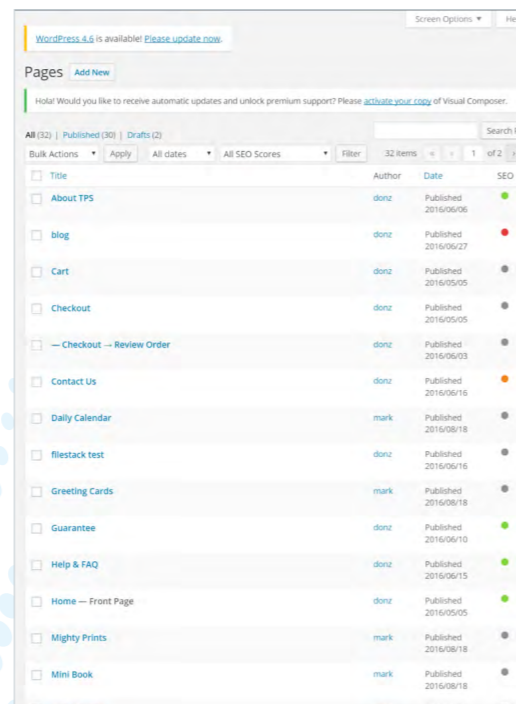 Screen Options ▼ He
WordPress 4.6 is available! Please update now.
Pages Add New
Hola! Would you like to receive automatic updates and unlock premium support? Please activate your copy of Visual Composer.
All (32) | Published (30) | Drafts (2)
Search
Bulk Actions ▼ Apply All dates ▼ All SEO Scores ▼ Filter 32 items « ‹ 1 of 2 ›
Title Author Date SEO
About TPS donz Published
2016/06/06
blog donz Published
2016/06/27
Cart donz Published
2016/05/05
Checkout donz Published
2016/05/05
— Checkout → Review Order donz Published
2016/06/03
Contact Us donz Published
2016/06/16
Daily Calendar mark Published
2016/08/18
filestack test donz Published
2016/06/16
Greeting Cards mark Published
2016/08/18
Guarantee donz Published
2016/06/10
Help & FAQ donz Published
2016/06/15
Home — Front Page donz Published
2016/05/05
Mighty Prints mark Published
2016/08/18
Mini Book mark Published
2016/08/18